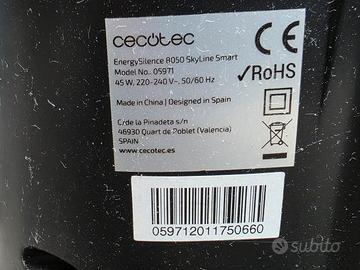 cecotec
EnergySilence 8050 SkyLine Smart
Model No.: 05971
45 W, 220-240 V~, 50/60 Hz
CE
✓RoHS
Made in China | Designed in Spain
C/de la Pinadeta s/n
46930 Quart de Poblet (Valencia)
SPAIN
www.cecotec.es
059712011750660
subito